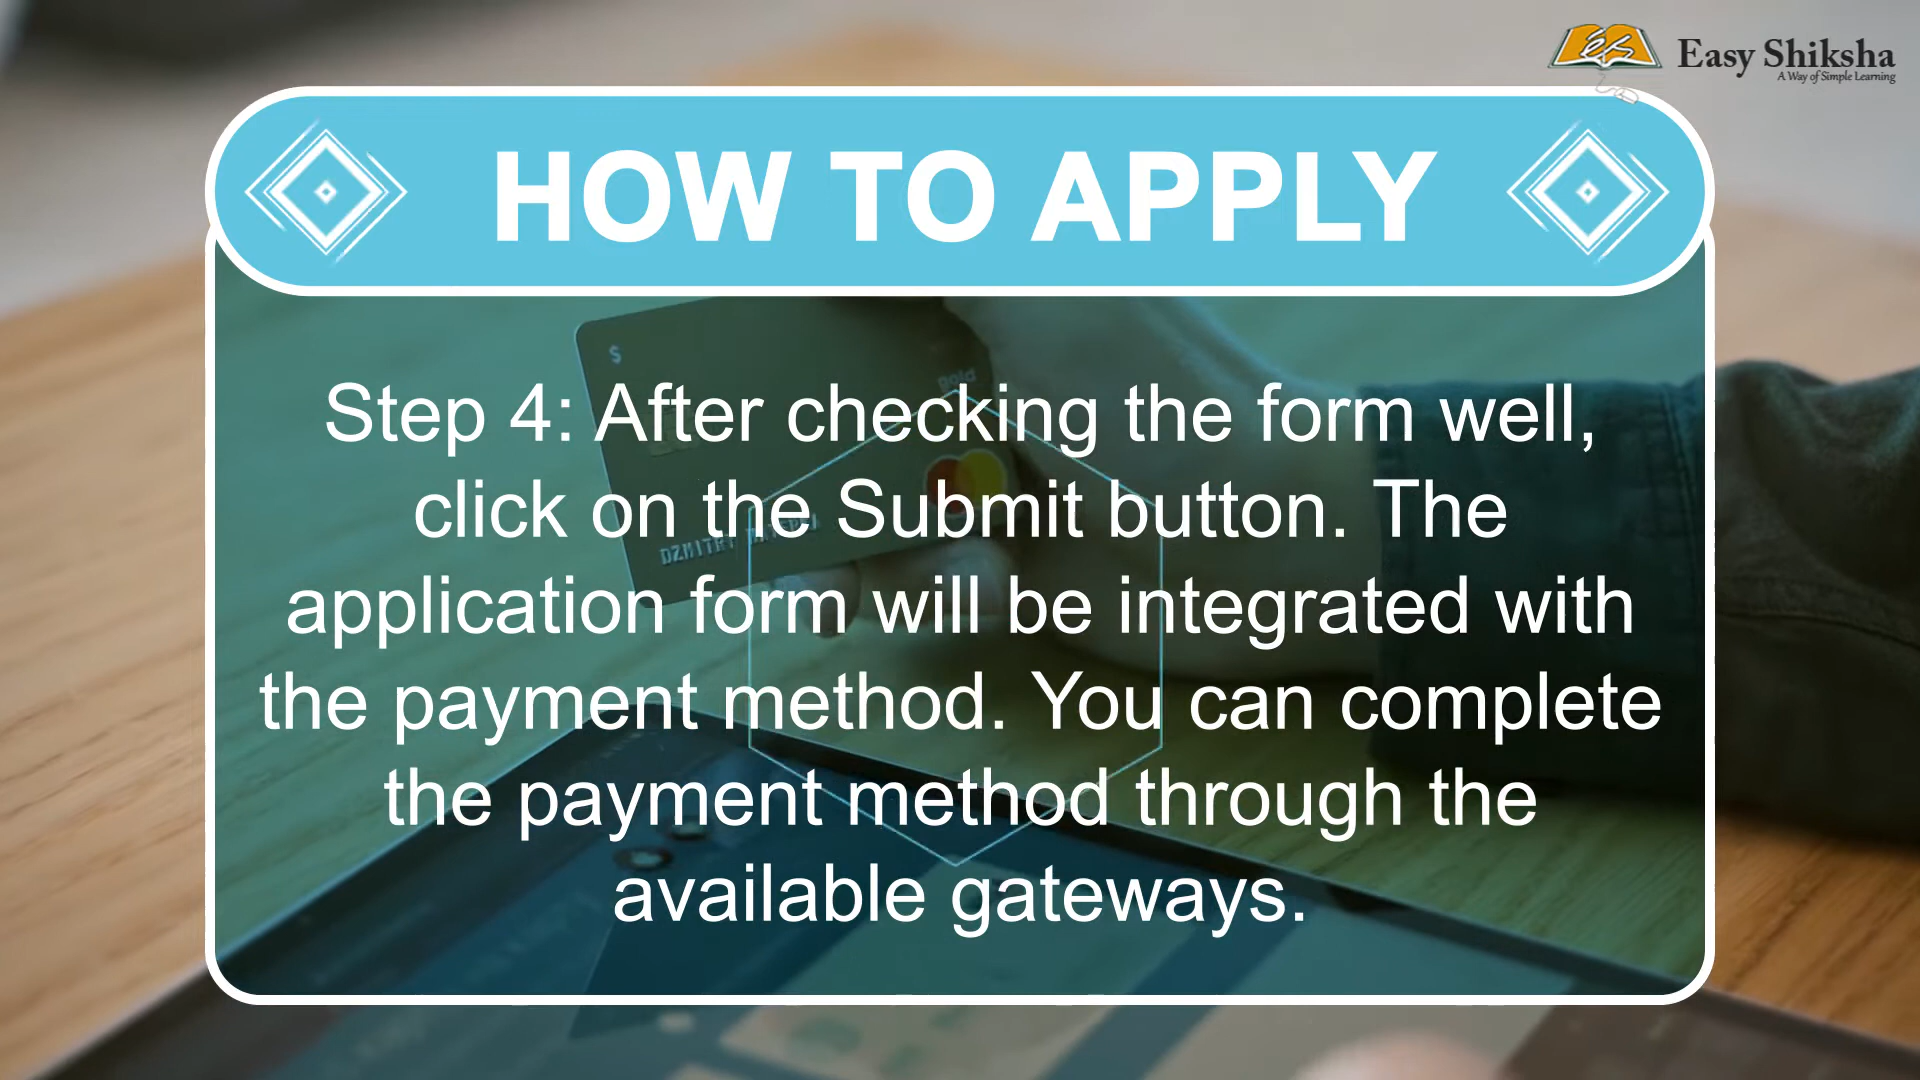 Easy Shiksha
A Way of Simple Learning
HOW TO APPLY
$
gold
Step 4: After checking the form well,
click on the Submit button. The
application form will be integrated with
the payment method. You can complete
the payment method through the
available gateways.
DZMITRY